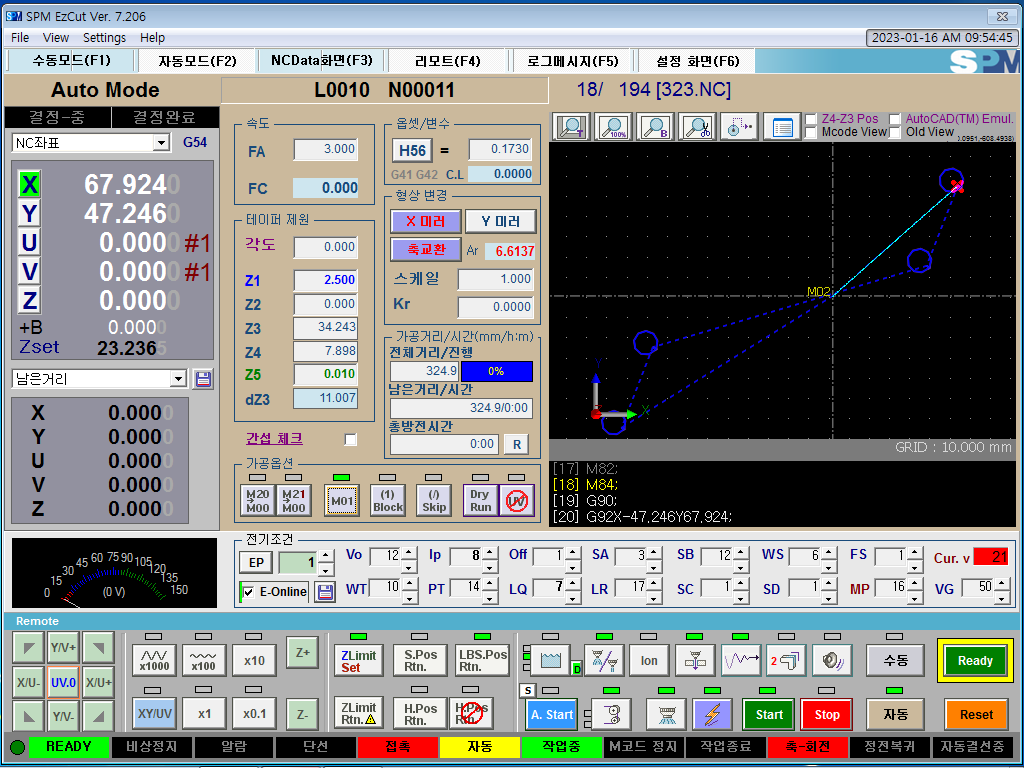 SPM EzCut Ver. 7.206
File View Settings Help
2023-01-16 AM 09:54:45
수동모드(F1) 자동모드(F2) NCData화면(F3) 리모트(F4) 로그메시지(F5) 설정 화면(F6) SPM
Auto Mode L0010 N00011 18/ 194 [323.NC]
결정-중 결정완료
NC좌표 G54
X 67.9240
Y 47.2460
U 0.0000 #1
V 0.0000 #1
Z 0.0000
+B 0.0000
Zset 23.2365
남은거리
X 0.0000
Y 0.0000
U 0.0000
V 0.0000
Z 0.0000
속도
FA 3.000
FC 0.000
테이퍼 제원
각도 0.000
Z1 2.500
Z2 0.000
Z3 34.243
Z4 7.898
Z5 0.010
dZ3 11.007
간섭 체크
옵셋/변수
H56 = 0.1730
G41 G42 C.L 0.0000
형상 변경
X 미러 Y 미러
축교환 Ar 6.6137
스케일 1.000
Kr 0.0000
가공거리/시간(mm/h:m)
전체거리/진행
324.9 0%
남은거리/시간
324.9/0:00
총방전시간
0:00 R
가공옵션
M20 M00 M21 M00 M01 (1) Block (/) Skip Dry Run UV
T 100% B
Z4-Z3 Pos AutoCAD(TM) Emul.
Mcode View Old View
M02
Y
X
GRID : 10.000 mm
[17] M82;
[18] M84;
[19] G90;
[20] G92X-47,246Y67,924;
0 15 30 45 60 75 90 105 120 135 150
(0 V)
전기조건
EP 1 Vo 12 Ip 8 Off 1 SA 3 SB 12 WS 6 FS 1 Cur. v 21
E-Online WT 10 PT 14 LQ 7 LR 17 SC 1 SD 1 MP 16 VG 50
Remote
Y/V+
X/U- UV.0 X/U+
Y/V-
x1000 x100 x10 Z+
XY/UV x1 x0.1 Z-
ZLimit Set S.Pos Rtn. LBS.Pos Rtn.
ZLimit Rtn. H.Pos Rtn. H.Pos Rtn.
D Ion 2 수동 Ready
S A. Start Start Stop 자동 Reset
READY 비상정지 알람 단선 접촉 자동 작업중 M코드 정지 작업종료 축-회전 정전복귀 자동결선중